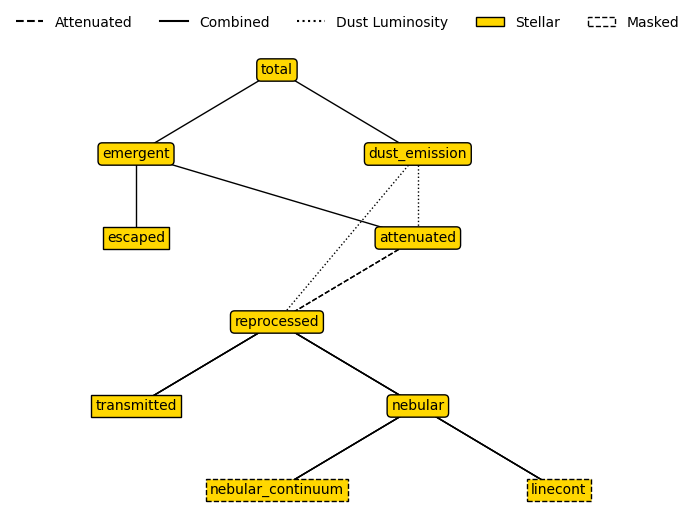 Attenuated Combined Dust Luminosity Stellar Masked
total
emergent dust_emission
escaped attenuated
reprocessed
transmitted nebular
nebular_continuum linecont